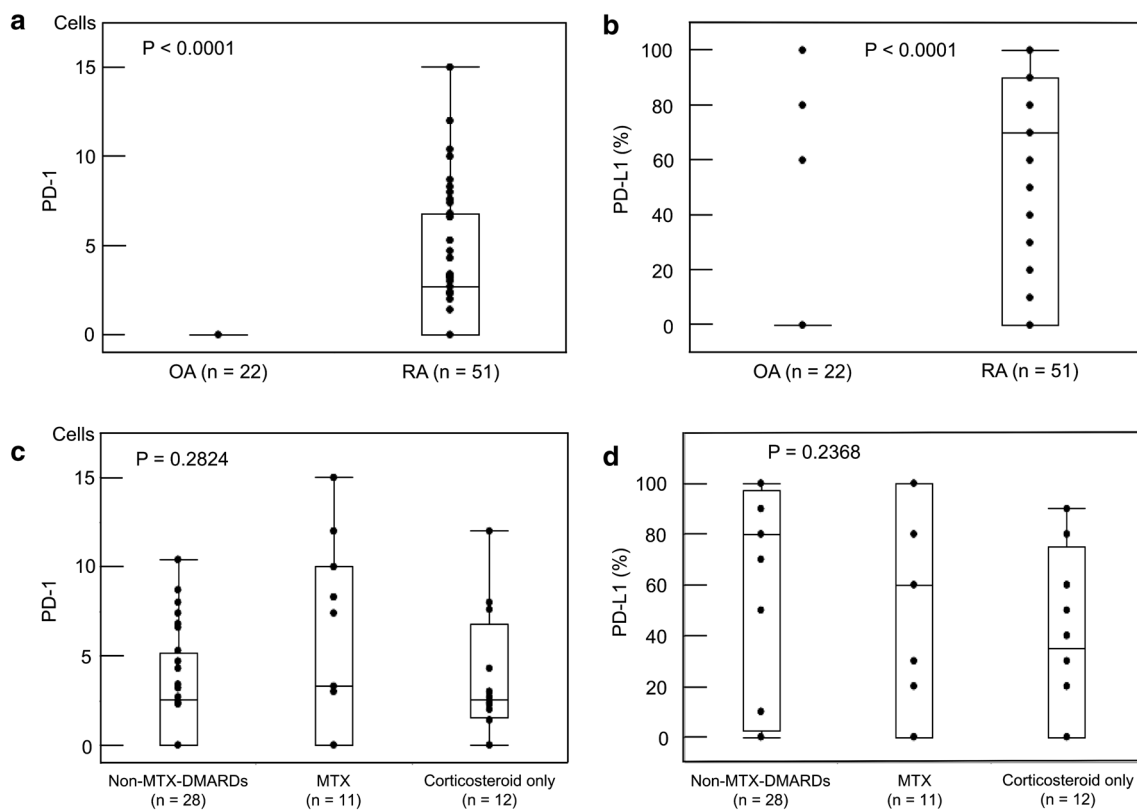 a
Cells
P < 0.0001
15
10
5
0
PD-1
OA (n = 22)
RA (n = 51)
b
P < 0.0001
100
80
60
40
20
0
PD-L1 (%)
OA (n = 22)
RA (n = 51)
c
Cells
P = 0.2824
15
10
5
0
PD-1
Non-MTX-DMARDs
(n = 28)
MTX
(n = 11)
Corticosteroid only
(n = 12)
d
P = 0.2368
100
80
60
40
20
0
PD-L1 (%)
Non-MTX-DMARDs
(n = 28)
MTX
(n = 11)
Corticosteroid only
(n = 12)